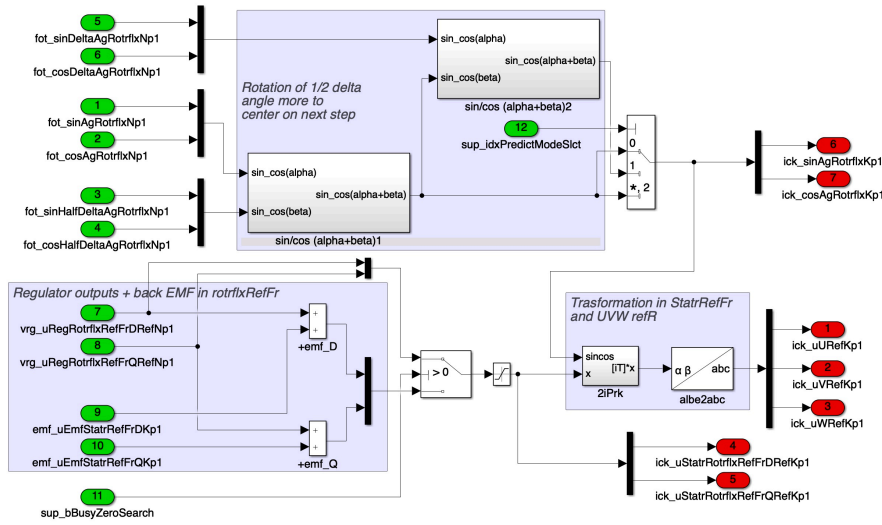 5
fot_sinDeltaAgRotrflxNp1
6
fot_cosDeltaAgRotrflxNp1
1
fot_sinAgRotrflxNp1
2
fot_cosAgRotrflxNp1
3
fot_sinHalfDeltaAgRotrflxNp1
4
fot_cosHalfDeltaAgRotrflxNp1
Rotation of 1/2 delta
angle more to
center on next step
sin_cos(alpha)
sin_cos(beta)
sin_cos(alpha+beta)
sin/cos (alpha+beta)1
sin_cos(alpha)
sin_cos(beta)
sin_cos(alpha+beta)
sin/cos (alpha+beta)2
12
sup_idxPredictModeSlct
0
1
*, 2
6
ick_sinAgRotrflxKp1
7
ick_cosAgRotrflxKp1
Regulator outputs + back EMF in rotrflxRefFr
7
vrg_uRegRotrflxRefFrDRefNp1
8
vrg_uRegRotrflxRefFrQRefNp1
9
emf_uEmfStatrRefFrDKp1
10
emf_uEmfStatrRefFrQKp1
11
sup_bBusyZeroSearch
+
+
+emf_D
+
+
+emf_Q
> 0
Trasformation in StatrRefFr
and UVW refR
sincos
x
[iT]*x
2iPrk
α β
abc
albe2abc
1
ick_uURefKp1
2
ick_uVRefKp1
3
ick_uWRefKp1
4
ick_uStatrRotrflxRefFrDRefKp1
5
ick_uStatrRotrflxRefFrQRefKp1